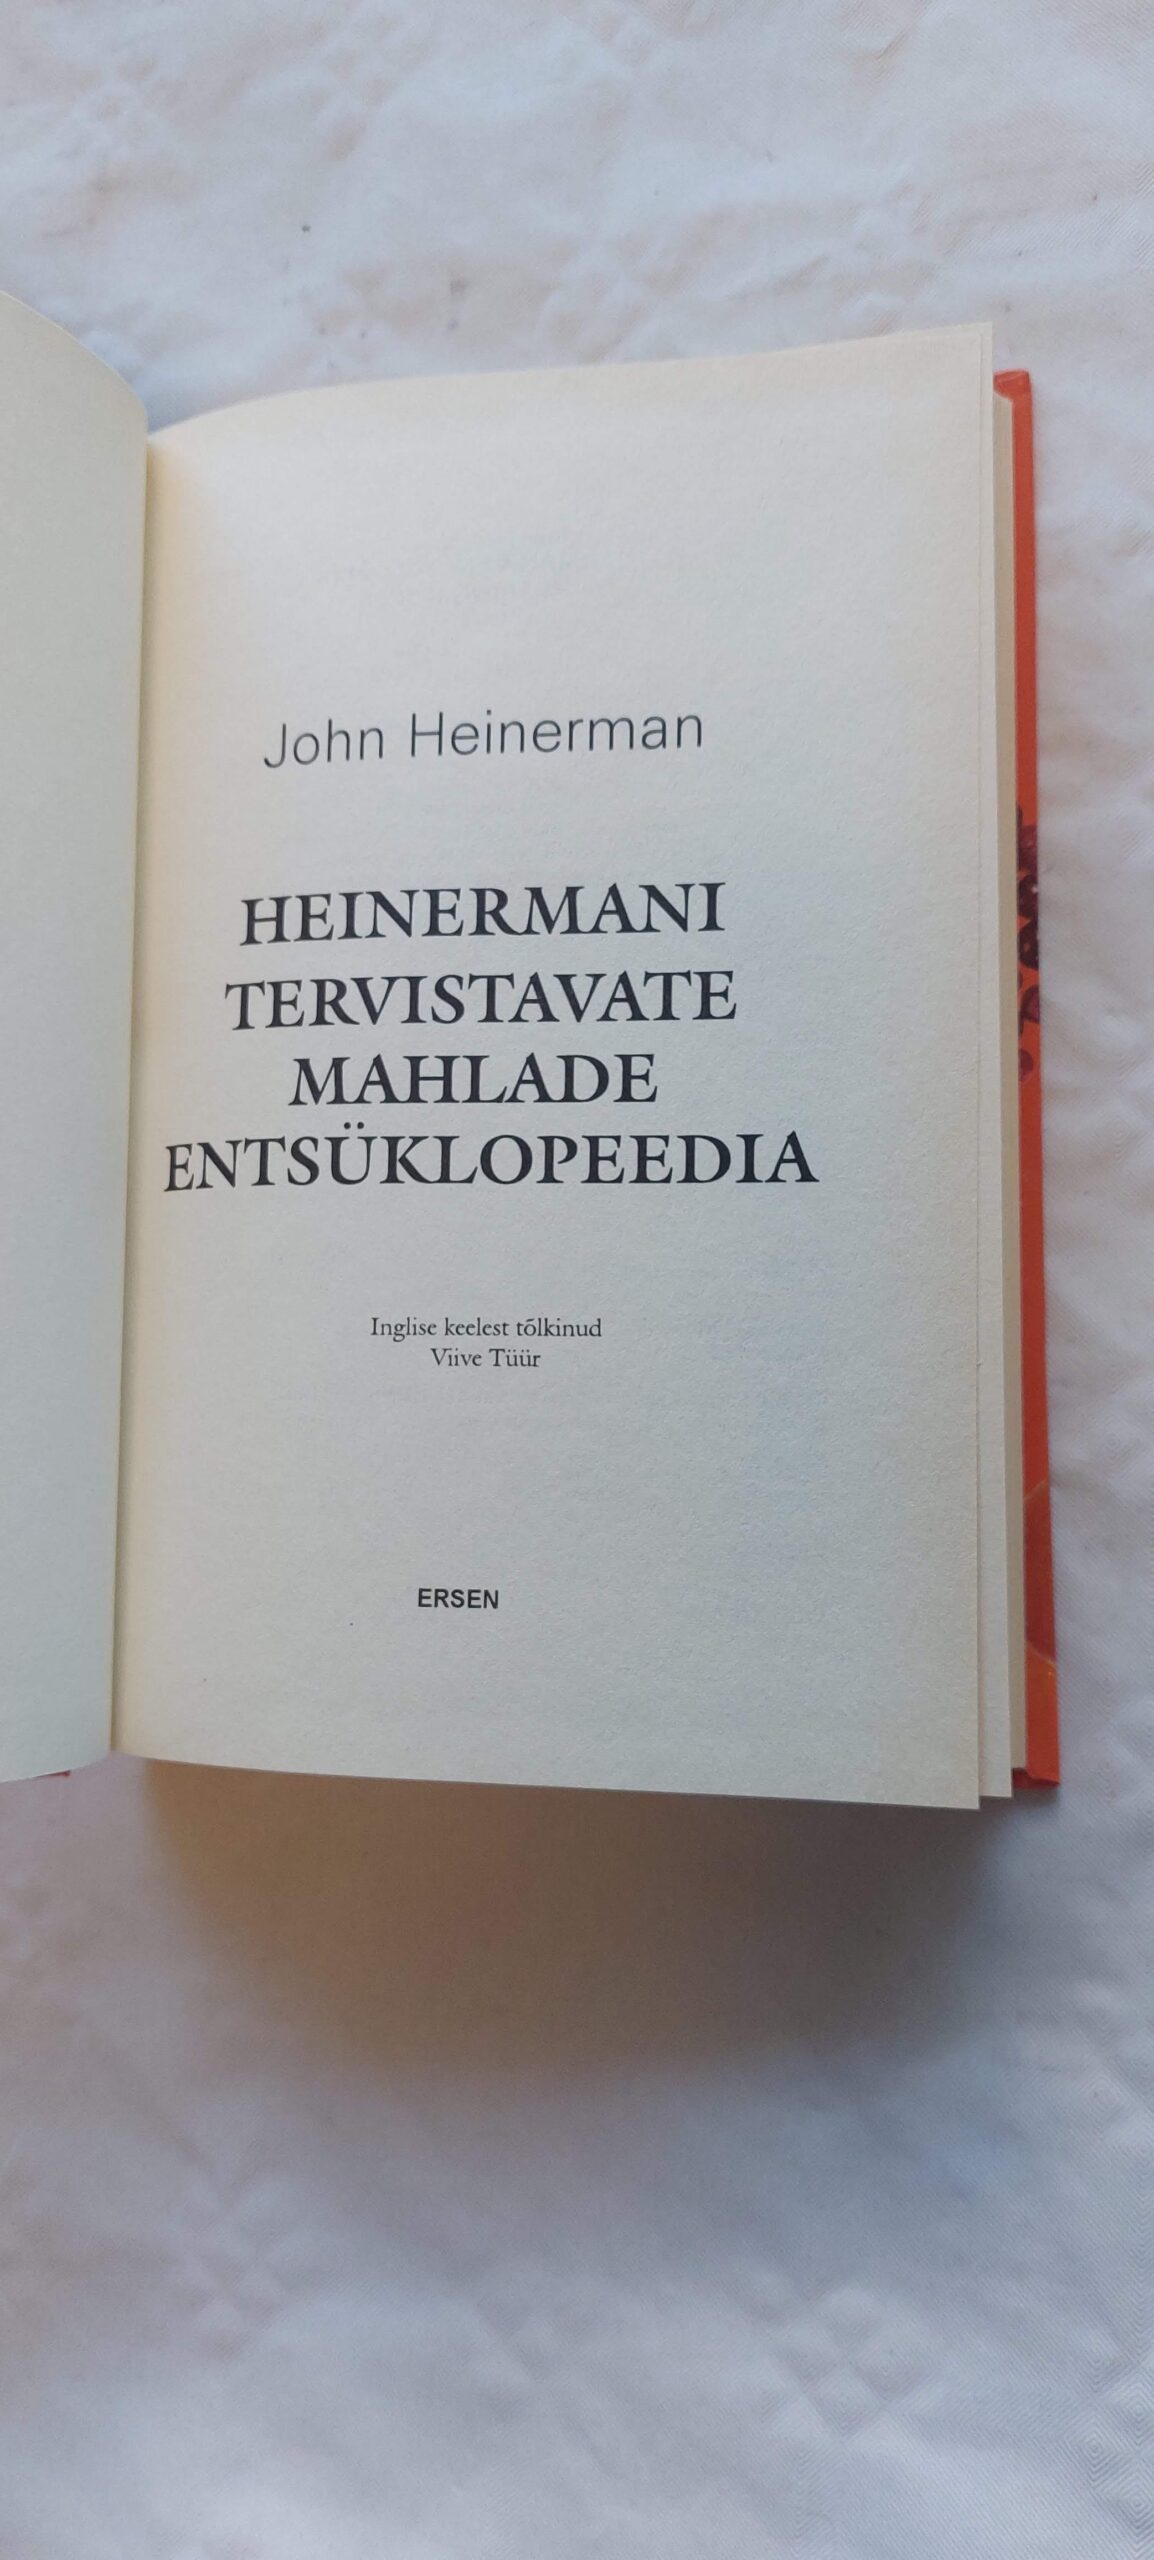 John Heinerman
HEINERMANI
TERVISTAVATE
MAHLADE
ENTSÜKLOPEEDIA
Inglise keelest tõlkinud
Viive Tüür
ERSEN